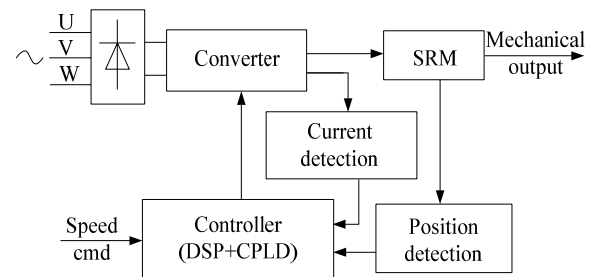 U
V
W
Converter
SRM
Mechanical
output
Current
detection
Speed
cmd
Controller
(DSP+CPLD)
Position
detection